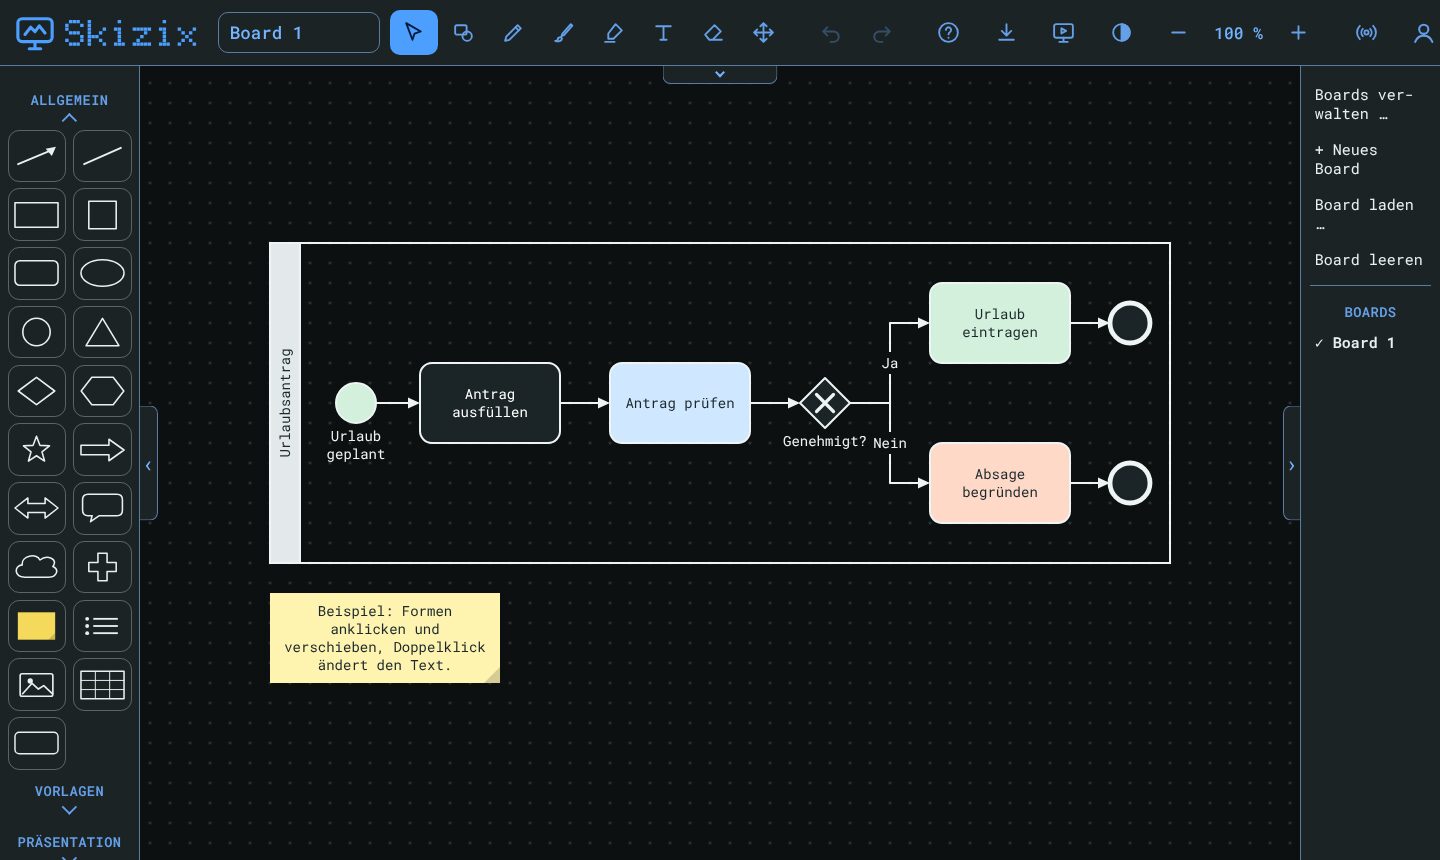 Skizix
Board 1
100 %
ALLGEMEIN
Boards ver-
walten …
+ Neues
Board
Board laden
…
Board leeren
BOARDS
✓ Board 1
Urlaubsantrag
Urlaub
geplant
Antrag
ausfüllen
Antrag prüfen
Genehmigt?
Ja
Nein
Urlaub
eintragen
Absage
begründen
Beispiel: Formen
anklicken und
verschieben, Doppelklick
ändert den Text.
VORLAGEN
PRÄSENTATION